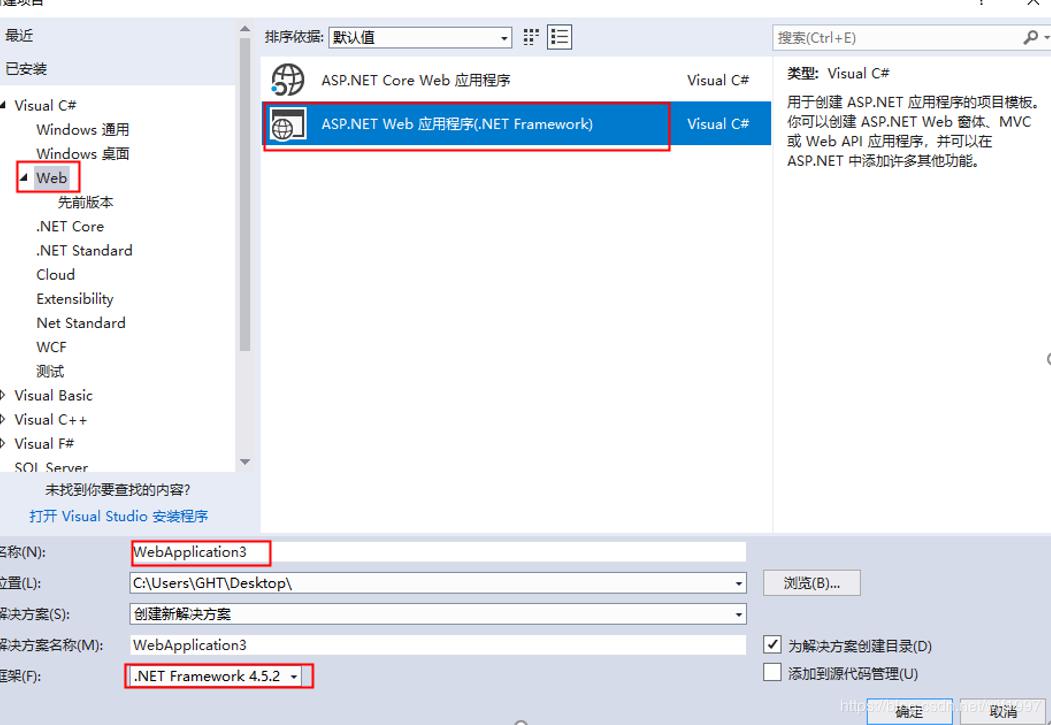 建项目
最近
已安装
Visual C#
Windows 通用
Windows 桌面
Web
先前版本
.NET Core
.NET Standard
Cloud
Extensibility
Net Standard
WCF
测试
Visual Basic
Visual C++
Visual F#
SQL Server
未找到你要查找的内容?
打开 Visual Studio 安装程序
排序依据: 默认值
ASP.NET Core Web 应用程序 Visual C#
ASP.NET Web 应用程序(.NET Framework) Visual C#
搜索(Ctrl+E)
类型: Visual C#
用于创建 ASP.NET 应用程序的项目模板。
你可以创建 ASP.NET Web 窗体、MVC
或 Web API 应用程序，并可以在
ASP.NET 中添加许多其他功能。
名称(N): WebApplication3
位置(L): C:\Users\GHT\Desktop\ 浏览(B)...
解决方案(S): 创建新解决方案
解决方案名称(M): WebApplication3 为解决方案创建目录(D)
框架(F): .NET Framework 4.5.2 添加到源代码管理(U)
确定 取消